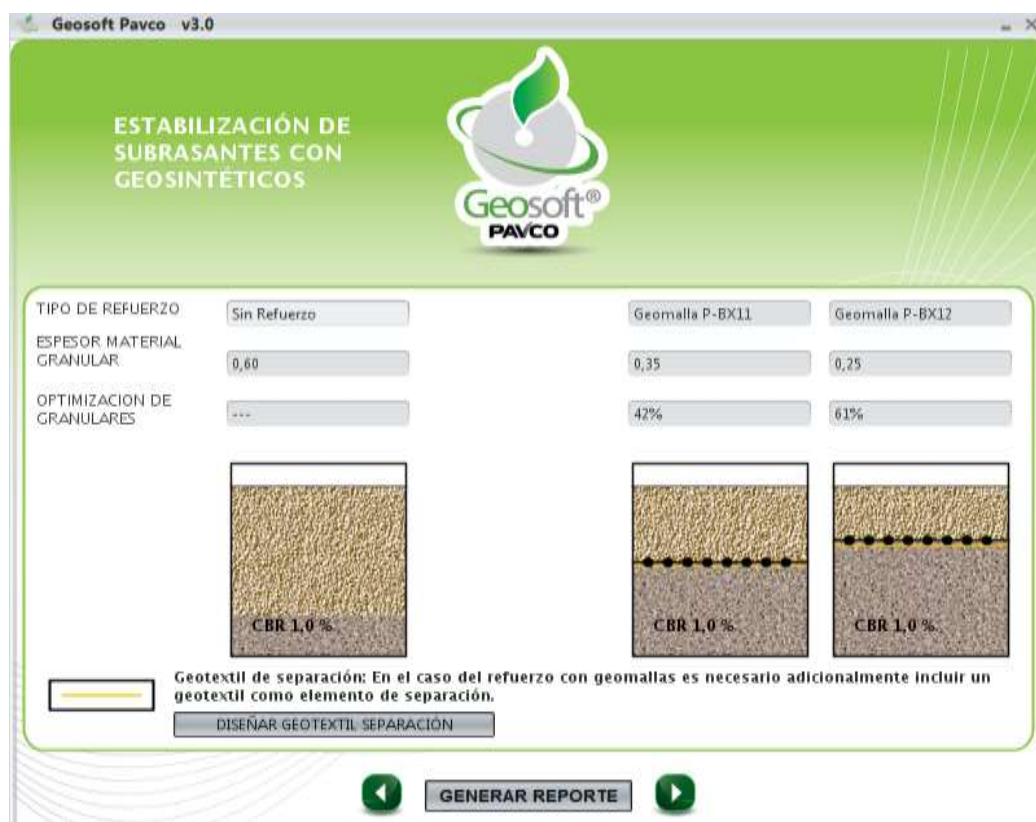 Geosoft Pavco v3.0
ESTABILIZACIÓN DE
SUBRASANTES CON
GEOSINTÉTICOS
Geosoft®
PAVCO
TIPO DE REFUERZO
Sin Refuerzo
Geomalla P-BX11
Geomalla P-BX12
ESPESOR MATERIAL
GRANULAR
0,60
0,35
0,25
OPTIMIZACION DE
GRANULARES
---
42%
61%
CBR 1,0 %
CBR 1,0 %
CBR 1,0 %
Geotextil de separación: En el caso del refuerzo con geomallas es necesario adicionalmente incluir un
geotextil como elemento de separación.
DISEÑAR GEOTEXTIL SEPARACIÓN
GENERAR REPORTE